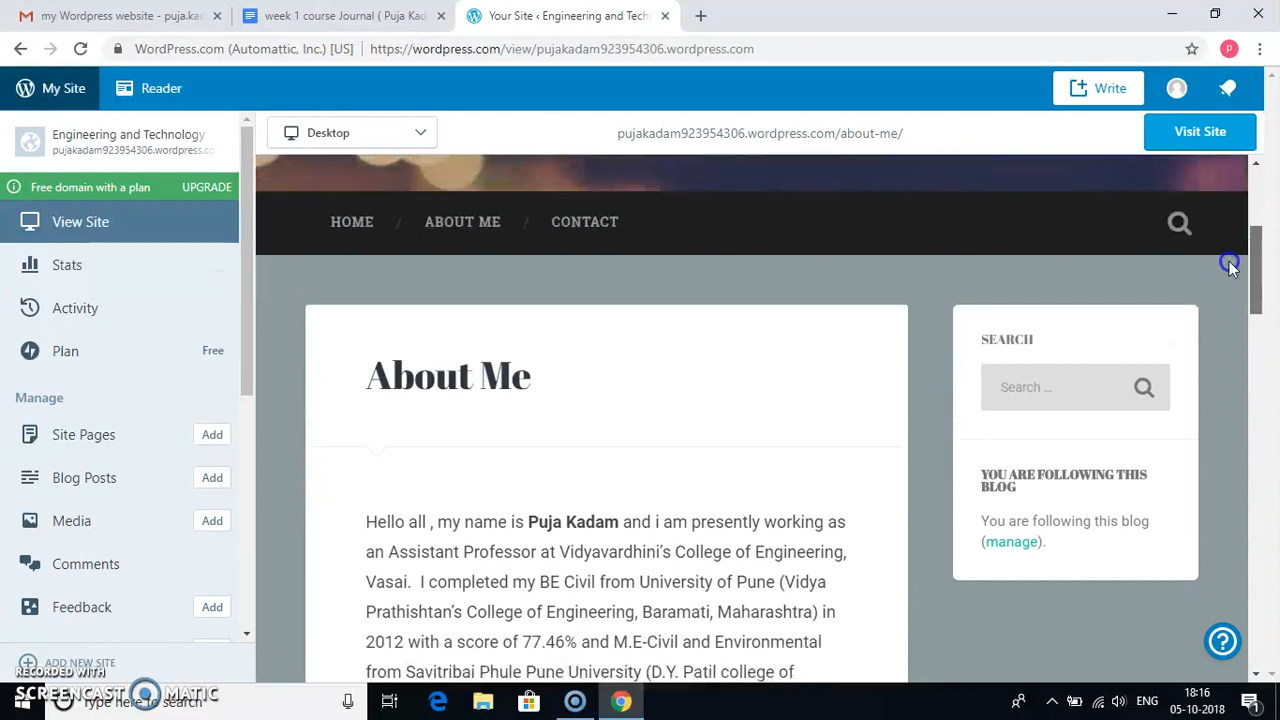 my Wordpress website - puja.ka
week 1 course Journal ( Puja Kad
Your Site ‹ Engineering and Techn
WordPress.com (Automattic, Inc.) [US]
https://wordpress.com/view/pujakadam923954306.wordpress.com
P
My Site
Reader
Write
Engineering and Technology
pujakadam923954306.wordpress.co
Desktop
pujakadam923954306.wordpress.com/about-me/
Visit Site
Free domain with a plan
UPGRADE
View Site
HOME / ABOUT ME / CONTACT
Stats
Activity
Plan
Free
Manage
Site Pages
Add
Blog Posts
Add
Media
Add
Comments
Feedback
Add
ADD NEW SITE
About Me
Hello all , my name is Puja Kadam and i am presently working as
an Assistant Professor at Vidyavardhini’s College of Engineering,
Vasai.  I completed my BE Civil from University of Pune (Vidya
Prathishtan’s College of Engineering, Baramati, Maharashtra) in
2012 with a score of 77.46% and M.E-Civil and Environmental
from Savitribai Phule Pune University (D.Y. Patil college of
SEARCH
Search …
YOU ARE FOLLOWING THIS
BLOG
You are following this blog
(manage).
RECORDED WITH
SCREENCAST MATIC
Type here to search
ENG
18:16
05-10-2018
1